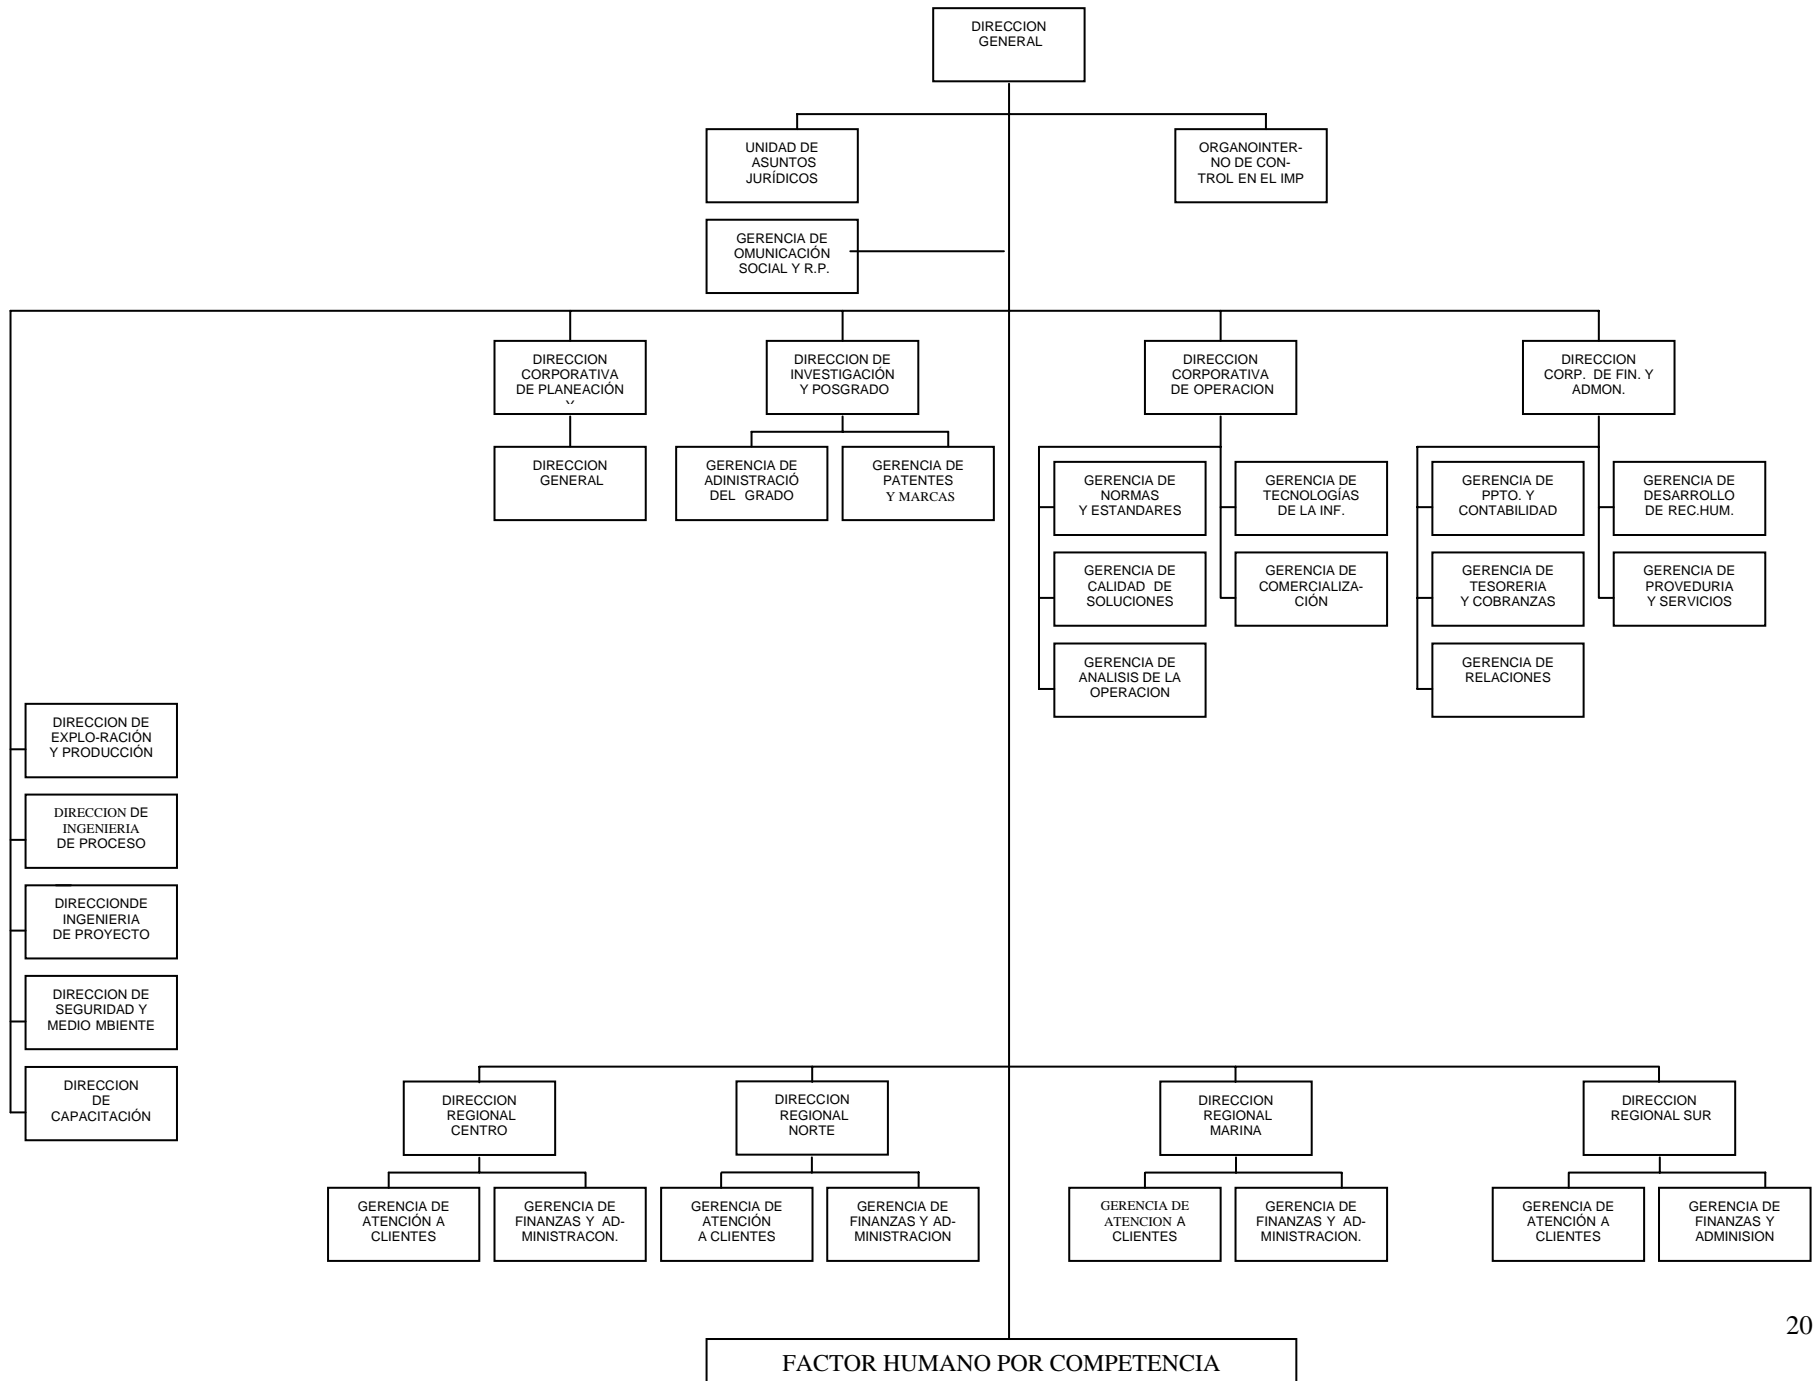 DIRECCION
GENERAL
UNIDAD DE
ASUNTOS
JURÍDICOS
ORGANOINTER-
NO DE CON-
TROL EN EL IMP
GERENCIA DE
OMUNICACIÓN
SOCIAL Y R.P.
DIRECCION
CORPORATIVA
DE PLANEACIÓN
DIRECCION DE
INVESTIGACIÓN
Y POSGRADO
DIRECCION
CORPORATIVA
DE OPERACION
DIRECCION
CORP. DE FIN. Y
ADMON.
DIRECCION
GENERAL
GERENCIA DE
ADINISTRACIÓ
DEL GRADO
GERENCIA DE
PATENTES
Y MARCAS
GERENCIA DE
NORMAS
Y ESTANDARES
GERENCIA DE
TECNOLOGÍAS
DE LA INF.
GERENCIA DE
PPTO. Y
CONTABILIDAD
GERENCIA DE
DESARROLLO
DE REC.HUM.
GERENCIA DE
CALIDAD DE
SOLUCIONES
GERENCIA DE
COMERCIALIZA-
CIÓN
GERENCIA DE
TESORERIA
Y COBRANZAS
GERENCIA DE
PROVEDURIA
Y SERVICIOS
GERENCIA DE
ANALISIS DE LA
OPERACION
GERENCIA DE
RELACIONES
DIRECCION DE
EXPLO-RACIÓN
Y PRODUCCIÓN
DIRECCION DE
INGENIERIA
DE PROCESO
DIRECCIONDE
INGENIERIA
DE PROYECTO
DIRECCION DE
SEGURIDAD Y
MEDIO MBIENTE
DIRECCION
DE
CAPACITACIÓN
DIRECCION
REGIONAL
CENTRO
DIRECCION
REGIONAL
NORTE
DIRECCION
REGIONAL
MARINA
DIRECCION
REGIONAL SUR
GERENCIA DE
ATENCIÓN A
CLIENTES
GERENCIA DE
FINANZAS Y AD-
MINISTRACON.
GERENCIA DE
ATENCIÓN
A CLIENTES
GERENCIA DE
FINANZAS Y AD-
MINISTRACION
GERENCIA DE
ATENCION A
CLIENTES
GERENCIA DE
FINANZAS Y AD-
MINISTRACION.
GERENCIA DE
ATENCIÓN A
CLIENTES
GERENCIA DE
FINANZAS Y
ADMINISION
20
FACTOR HUMANO POR COMPETENCIA